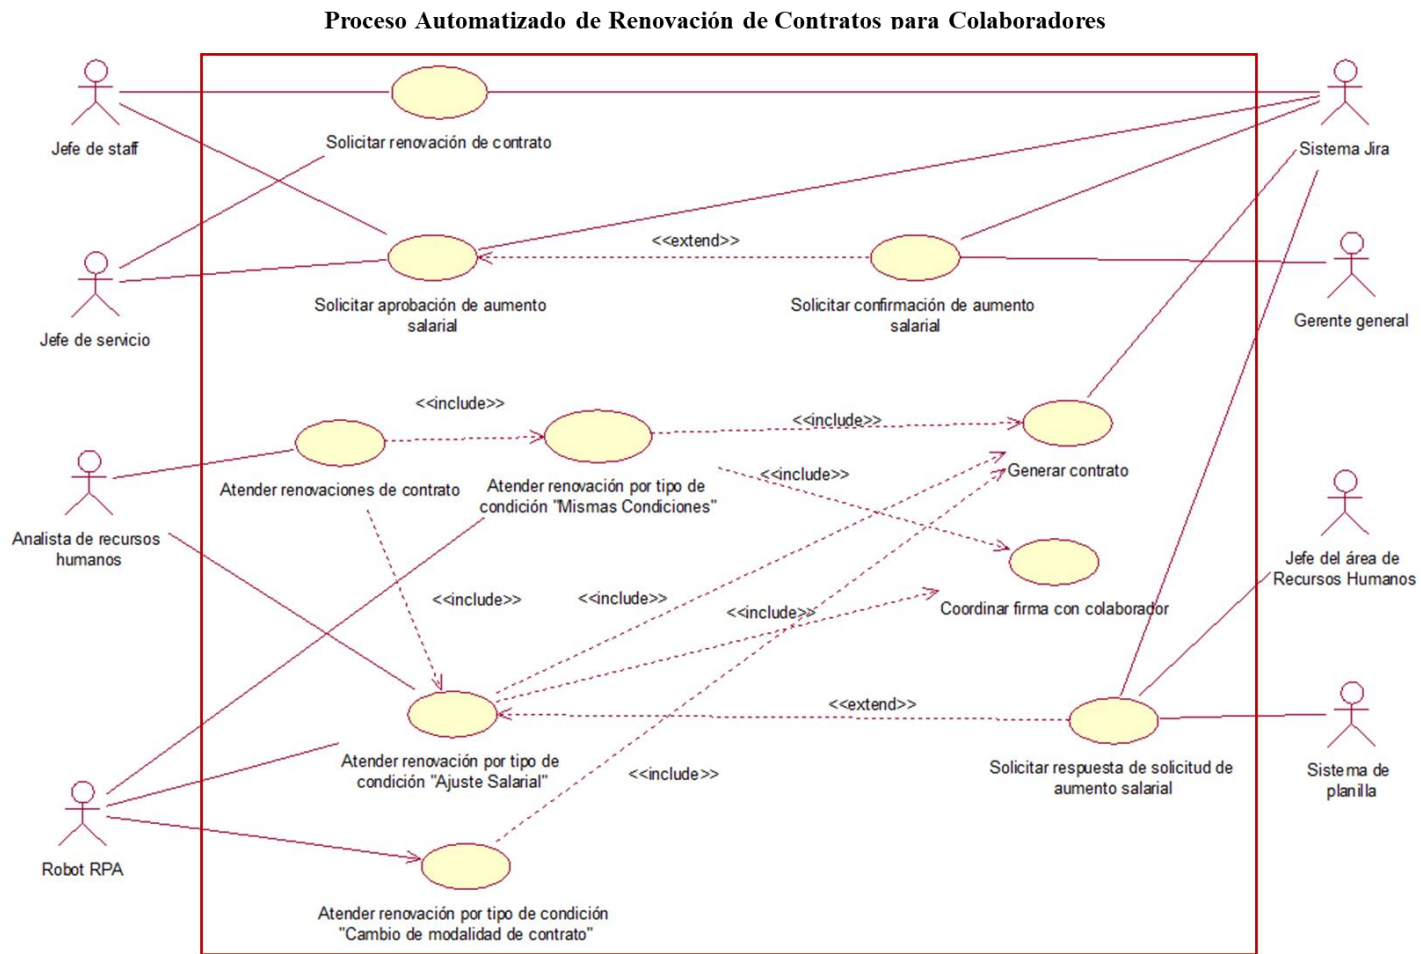 Proceso Automatizado de Renovación de Contratos para Colaboradores
Jefe de staff
Solicitar renovación de contrato
Sistema Jira
<<extend>>
Jefe de servicio
Solicitar aprobación de aumento
salarial
Solicitar confirmación de aumento
salarial
Gerente general
<<include>>
<<include>>
Atender renovaciones de contrato
Atender renovación por tipo de
condición "Mismas Condiciones"
<<include>>
Generar contrato
Analista de recursos
humanos
Jefe del área de
Recursos Humanos
<<include>>
<<include>>
<<include>>
Coordinar firma con colaborador
<<extend>>
Atender renovación por tipo de
condición "Ajuste Salarial"
<<include>>
Solicitar respuesta de solicitud de
aumento salarial
Sistema de
planilla
Robot RPA
Atender renovación por tipo de condición
"Cambio de modalidad de contrato"